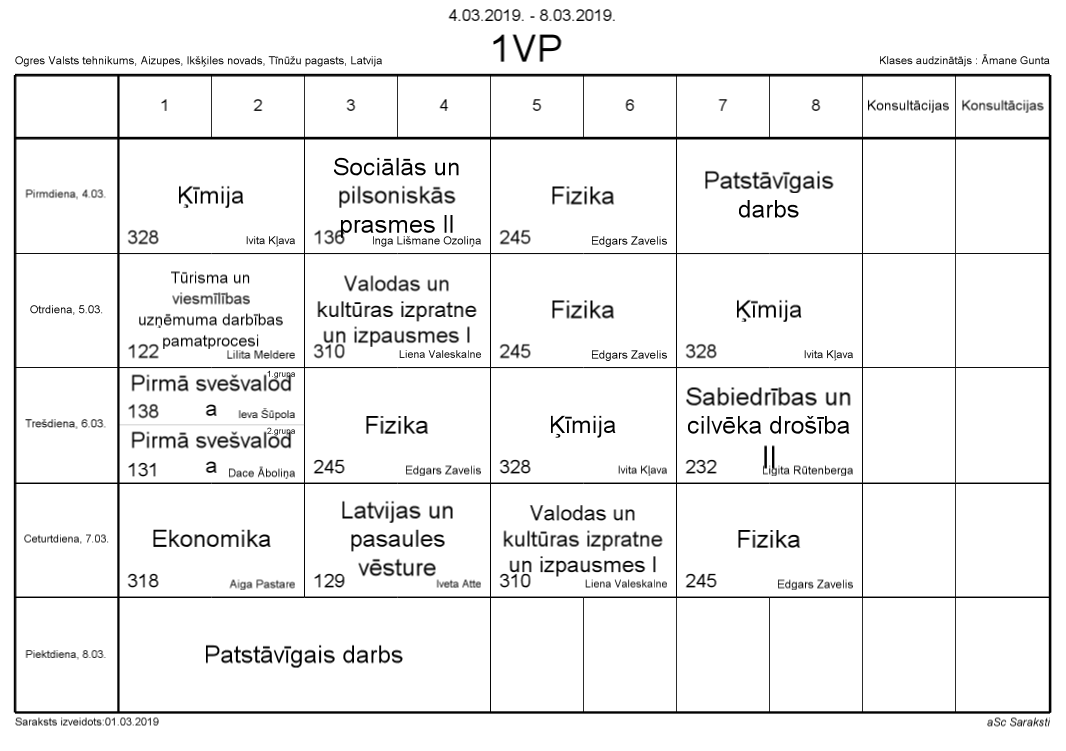 4.03.2019. - 8.03.2019.
1VP
Ogres Valsts tehnikums, Aizupes, Ikšķiles novads, Tīnūžu pagasts, Latvija
Klases audzinātājs : Āmane Gunta
1 2 3 4 5 6 7 8 Konsultācijas Konsultācijas
Pirmdiena, 4.03.
Ķīmija
328 Ivita Kļava
Sociālās un
pilsoniskās
prasmes II
136 Inga Lišmane Ozoliņa
Fizika
245 Edgars Zavelis
Patstāvīgais
darbs
Otrdiena, 5.03.
Tūrisma un
viesmīlības
uzņēmuma darbības
pamatprocesi
122 Lilita Meldere
Valodas un
kultūras izpratne
un izpausmes I
310 Liena Valeskalne
Fizika
245 Edgars Zavelis
Ķīmija
328 Ivita Kļava
Trešdiena, 6.03.
1.grupa
Pirmā svešvalod
a
138 Ieva Šūpola
2.grupa
Pirmā svešvalod
a
131 Dace Āboliņa
Fizika
245 Edgars Zavelis
Ķīmija
328 Ivita Kļava
Sabiedrības un
cilvēka drošība
II
232 Ligita Rūtenberga
Ceturtdiena, 7.03.
Ekonomika
318 Aiga Pastare
Latvijas un
pasaules
vēsture
129 Iveta Atte
Valodas un
kultūras izpratne
un izpausmes I
310 Liena Valeskalne
Fizika
245 Edgars Zavelis
Piektdiena, 8.03.
Patstāvīgais darbs
Saraksts izveidots:01.03.2019
aSc Saraksti